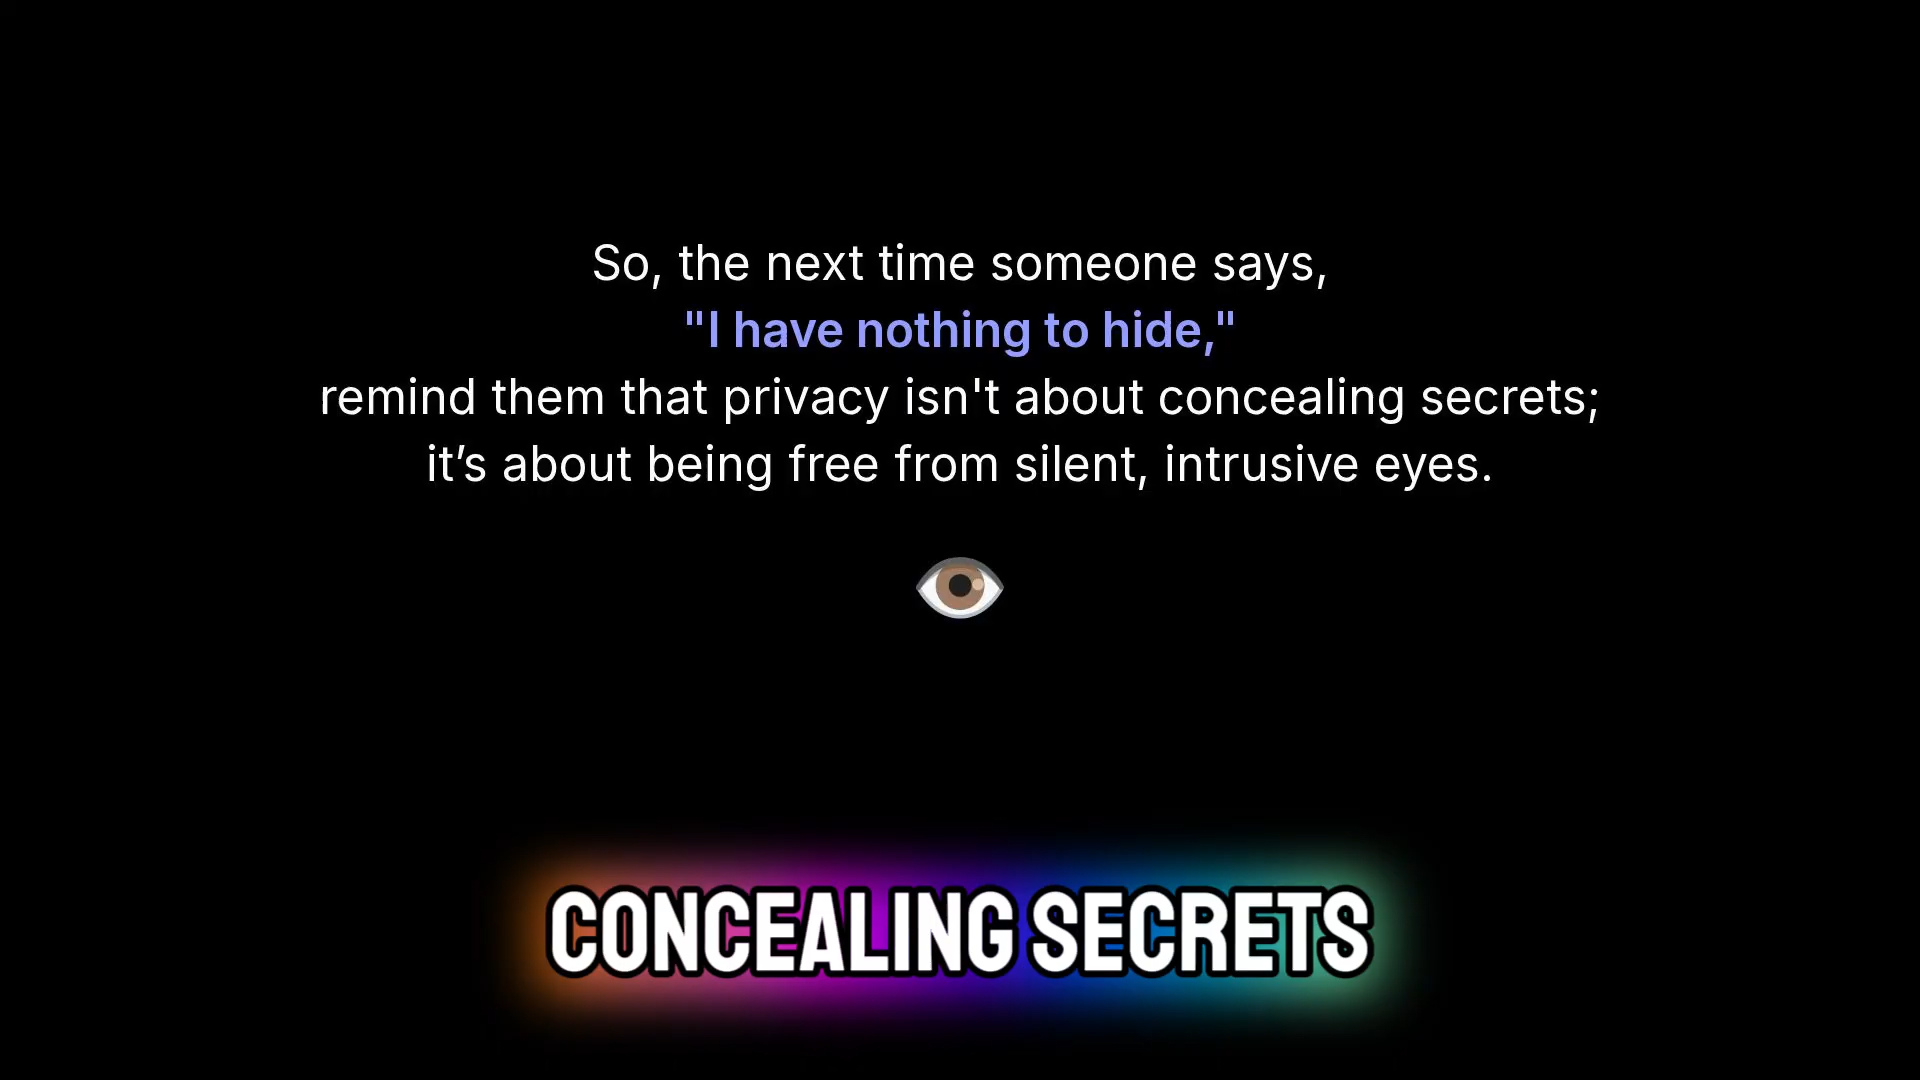 So, the next time someone says,
"I have nothing to hide,"
remind them that privacy isn't about concealing secrets;
it’s about being free from silent, intrusive eyes.
CONCEALING SECRETS